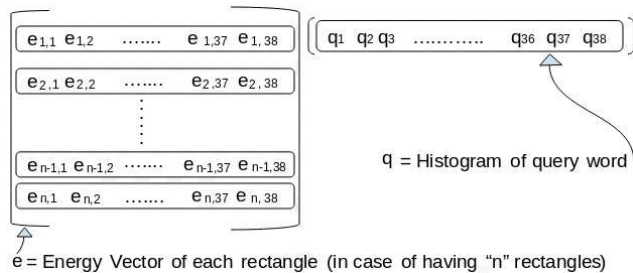 e1,1 e1,2 ....... e1,37 e1,38 q1 q2 q3 ........... q36 q37 q38
e2,1 e2,2 ....... e2,37 e2,38
en-1,1 en-1,2 ....... en-1,37 en-1,38 q = Histogram of query word
en,1 en,2 ....... en,37 en,38
e = Energy Vector of each rectangle (in case of having “n” rectangles)